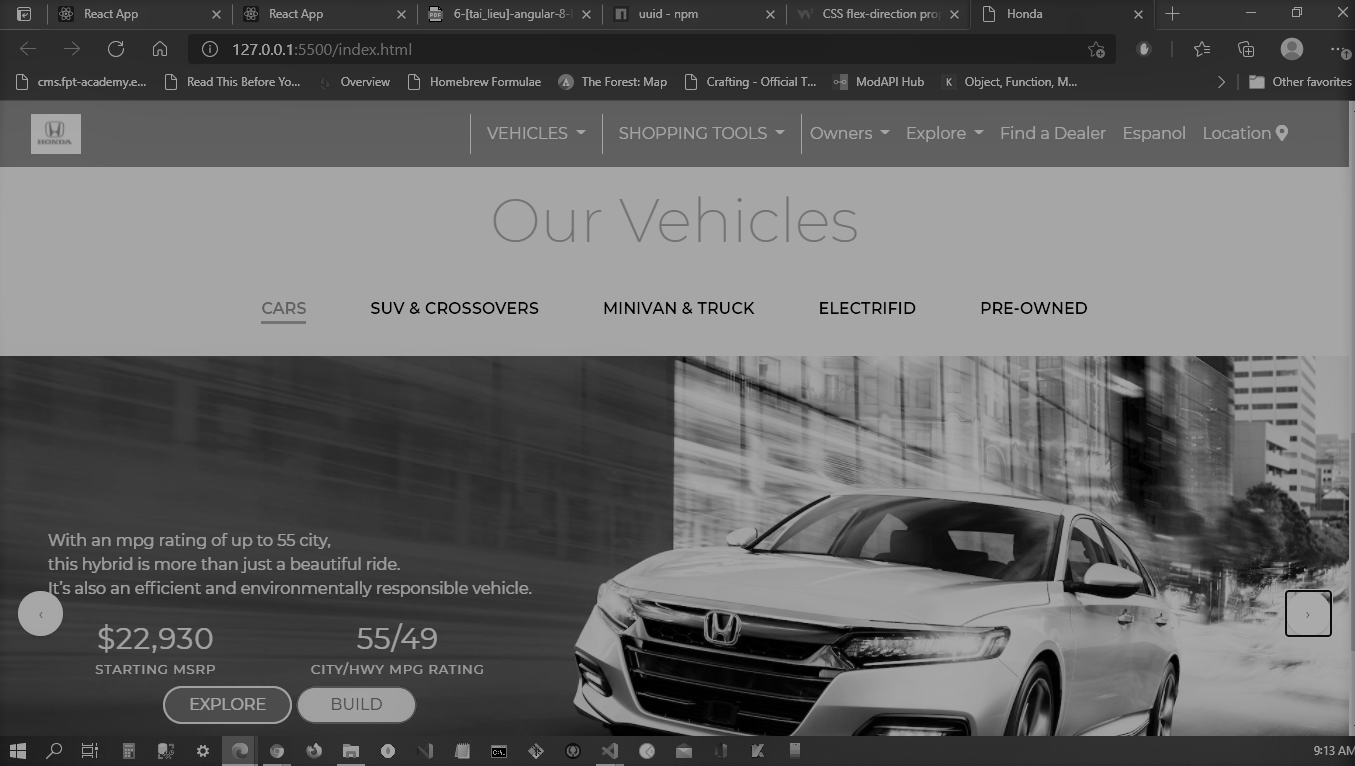 React App
React App
6-[tai_lieu]-angular-8-
uuid - npm
CSS flex-direction pro
Honda
127.0.0.1:5500/index.html
cms.fpt-academy.e...
Read This Before Yo...
Overview
Homebrew Formulae
The Forest: Map
Crafting - Official T...
ModAPI Hub
K
Object, Function, M...
Other favorites
HONDA
VEHICLES
SHOPPING TOOLS
Owners
Explore
Find a Dealer
Espanol
Location
Our Vehicles
CARS
SUV & CROSSOVERS
MINIVAN & TRUCK
ELECTRIFID
PRE-OWNED
With an mpg rating of up to 55 city,
this hybrid is more than just a beautiful ride.
It's also an efficient and environmentally responsible vehicle.
$22,930
55/49
STARTING MSRP
CITY/HWY MPG RATING
EXPLORE
BUILD
9:13 AM